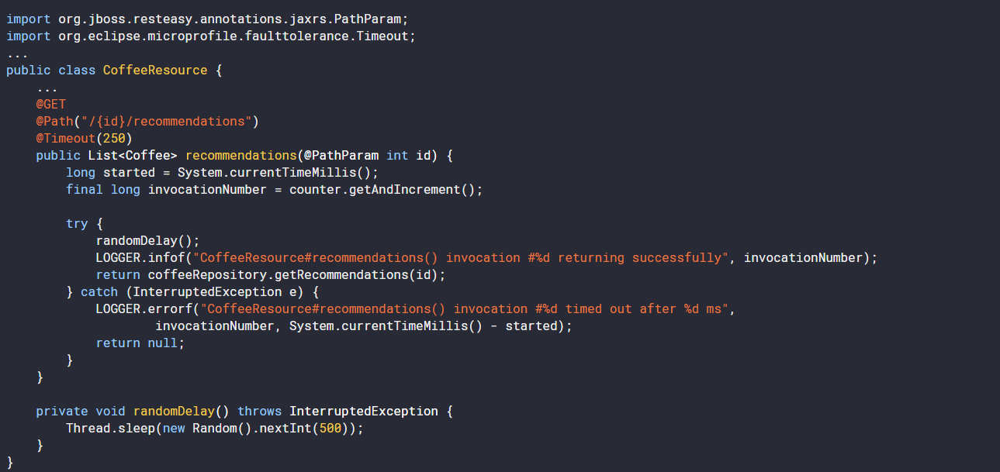 import org.jboss.resteasy.annotations.jaxrs.PathParam;
import org.eclipse.microprofile.faulttolerance.Timeout;
...
public class CoffeeResource {
    ...
    @GET
    @Path("/{id}/recommendations")
    @Timeout(250)
    public List<Coffee> recommendations(@PathParam int id) {
        long started = System.currentTimeMillis();
        final long invocationNumber = counter.getAndIncrement();

        try {
            randomDelay();
            LOGGER.infof("CoffeeResource#recommendations() invocation #%d returning successfully", invocationNumber);
            return coffeeRepository.getRecommendations(id);
        } catch (InterruptedException e) {
            LOGGER.errorf("CoffeeResource#recommendations() invocation #%d timed out after %d ms",
                    invocationNumber, System.currentTimeMillis() - started);
            return null;
        }
    }

    private void randomDelay() throws InterruptedException {
        Thread.sleep(new Random().nextInt(500));
    }
}